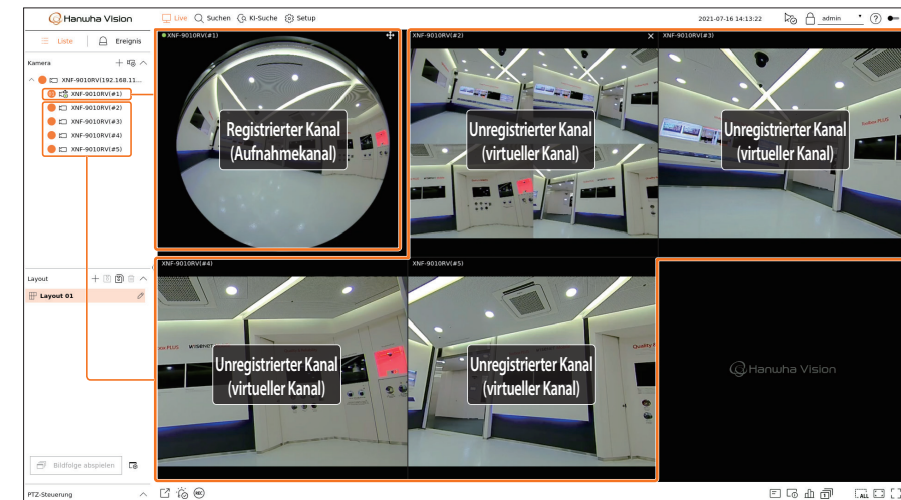 Hanwha Vision
Live
Suchen
KI-Suche
Setup
2021-07-16 14:13:22
admin
Liste
Ereignis
Kamera
XNF-9010RV(192.168.11...
XNF-9010RV(#1)
XNF-9010RV(#2)
XNF-9010RV(#3)
XNF-9010RV(#4)
XNF-9010RV(#5)
Layout
Layout 01
Bildfolge abspielen
PTZ-Steuerung
XNF-9010RV(#1)
Registrierter Kanal
(Aufnahmekanal)
XNF-9010RV(#2)
Unregistrierter Kanal
(virtueller Kanal)
XNF-9010RV(#3)
Unregistrierter Kanal
(virtueller Kanal)
XNF-9010RV(#4)
WISENET
Unregistrierter Kanal
(virtueller Kanal)
XNF-9010RV(#5)
Unregistrierter Kanal
(virtueller Kanal)
Hanwha Vision
REC
ALL